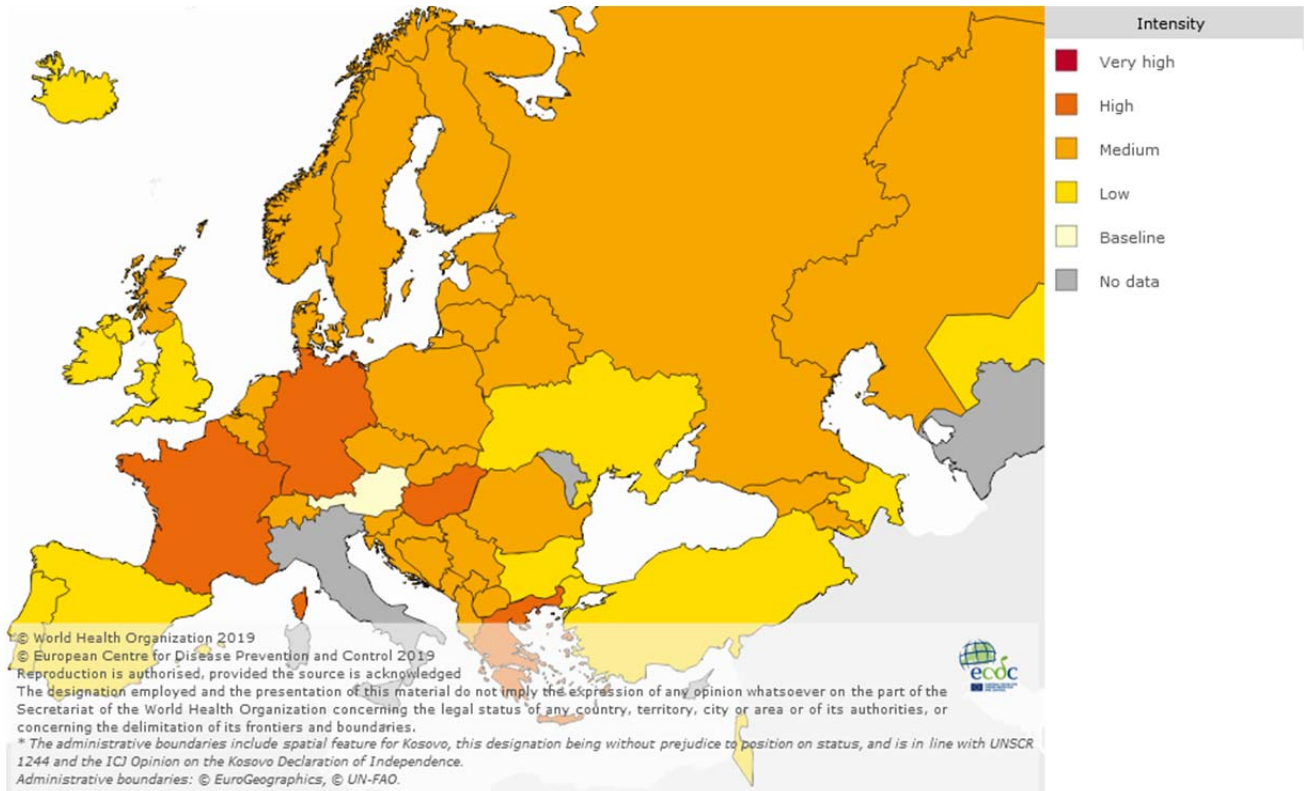 Intensity
Very high
High
Medium
Low
Baseline
No data
© World Health Organization 2019
© European Centre for Disease Prevention and Control 2019
Reproduction is authorised, provided the source is acknowledged
The designation employed and the presentation of this material do not imply the expression of any opinion whatsoever on the part of the
Secretariat of the World Health Organization concerning the legal status of any country, territory, city or area or of its authorities, or
concerning the delimitation of its frontiers and boundaries.
* The administrative boundaries include spatial feature for Kosovo, this designation being without prejudice to position on status, and is in line with UNSCR
1244 and the ICJ Opinion on the Kosovo Declaration of Independence.
Administrative boundaries: © EuroGeographics, © UN-FAO.
ecdc